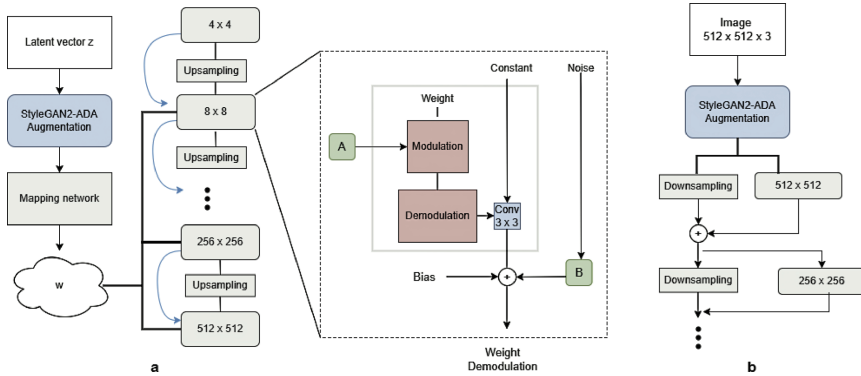 Latent vector z
StyleGAN2-ADA
Augmentation
Mapping network
w
4 x 4
Upsampling
8 x 8
Upsampling
256 x 256
Upsampling
512 x 512
a
Constant
Noise
Weight
A
Modulation
Demodulation
Conv
3 x 3
Bias
+
B
Weight
Demodulation
Image
512 x 512 x 3
StyleGAN2-ADA
Augmentation
Downsampling
512 x 512
+
Downsampling
256 x 256
b